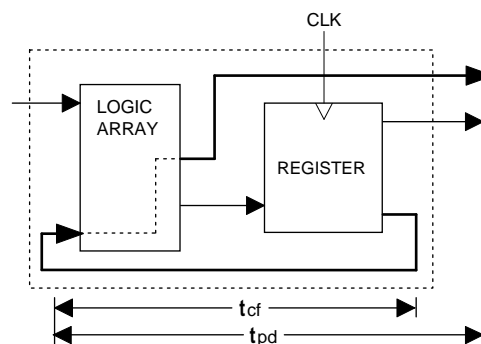 CLK
LOGIC
ARRAY
REGISTER
tcf
tpd